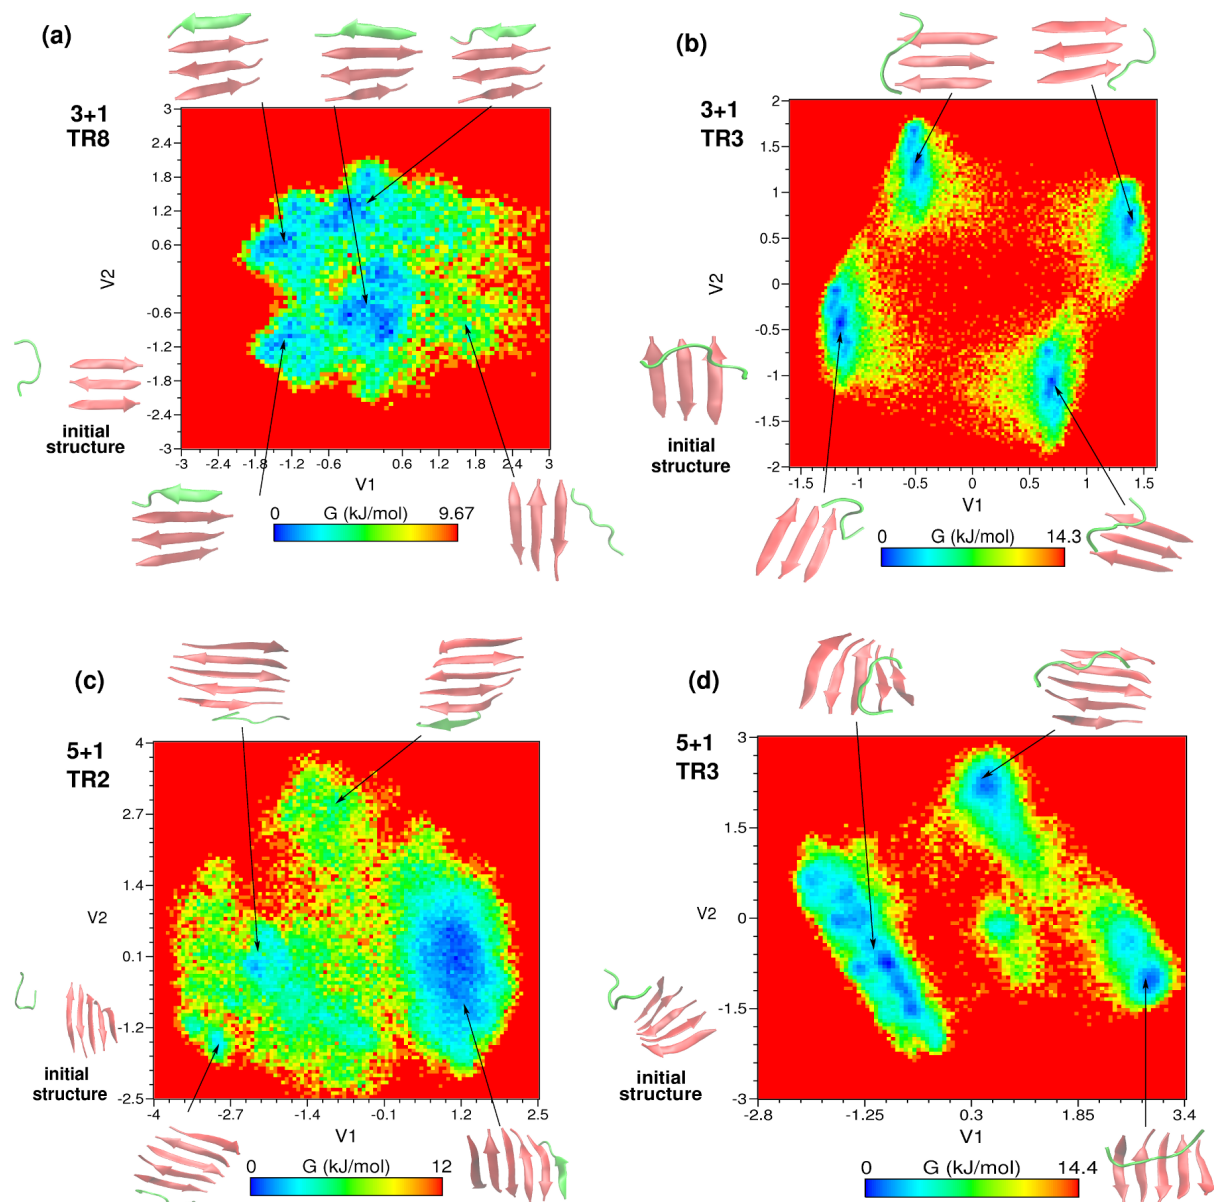 (a)
3+1
TR8
3
2.4
1.8
1.2
0.6
V2
-0.6
-1.2
-1.8
-2.4
-3
-3 -2.4 -1.8 -1.2 -0.6 0.6 1.2 1.8 2.4 3
V1
initial
structure
0 G (kJ/mol) 9.67
(b)
3+1
TR3
2
1.5
1
0.5
0
V2
-0.5
-1
-1.5
-2
-1.5 -1 -0.5 0 0.5 1 1.5
V1
initial
structure
0 G (kJ/mol) 14.3
(c)
5+1
TR2
4
2.7
1.4
V2
0.1
-1.2
-2.5
-4 -2.7 -1.4 -0.1 1.2 2.5
V1
initial
structure
0 G (kJ/mol) 12
(d)
5+1
TR3
3
1.5
V2 0
-1.5
-3
-2.8 -1.25 0.3 1.85 3.4
V1
initial
structure
0 G (kJ/mol) 14.4